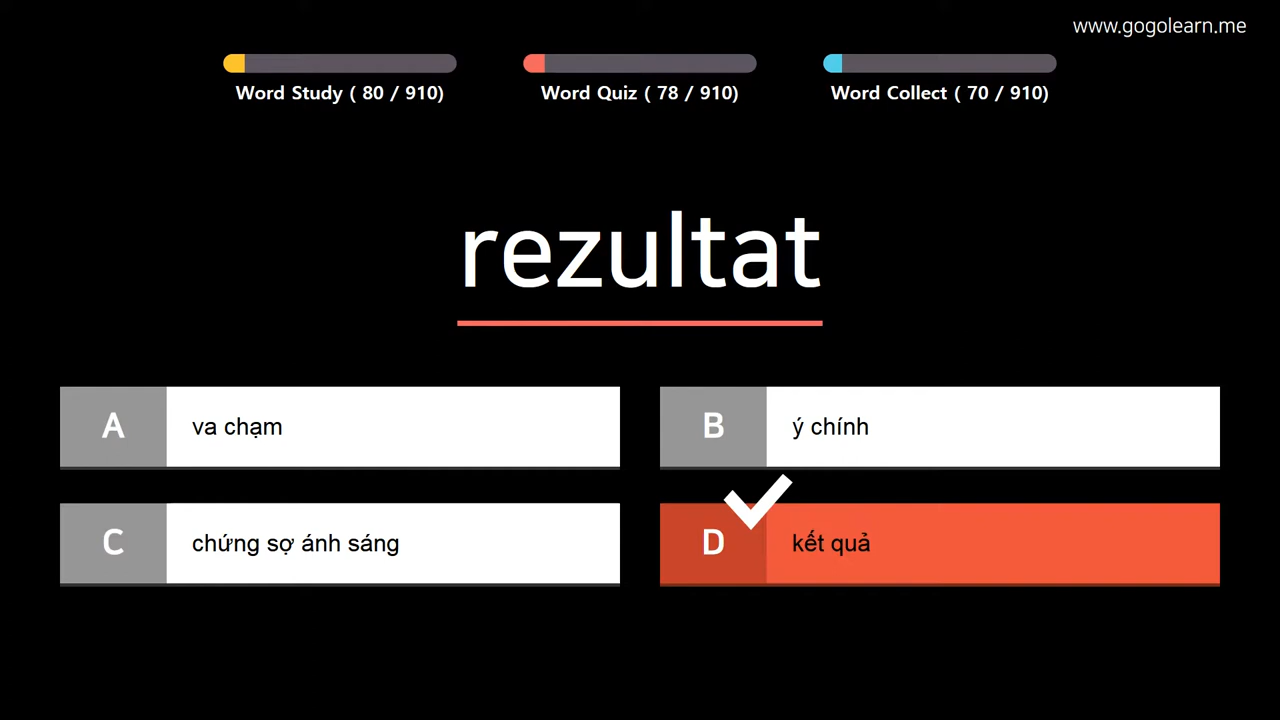 www.gogolearn.me
Word Study ( 80 / 910)
Word Quiz ( 78 / 910)
Word Collect ( 70 / 910)
rezultat
A
va chạm
B
ý chính
C
chứng sợ ánh sáng
D
kết quả